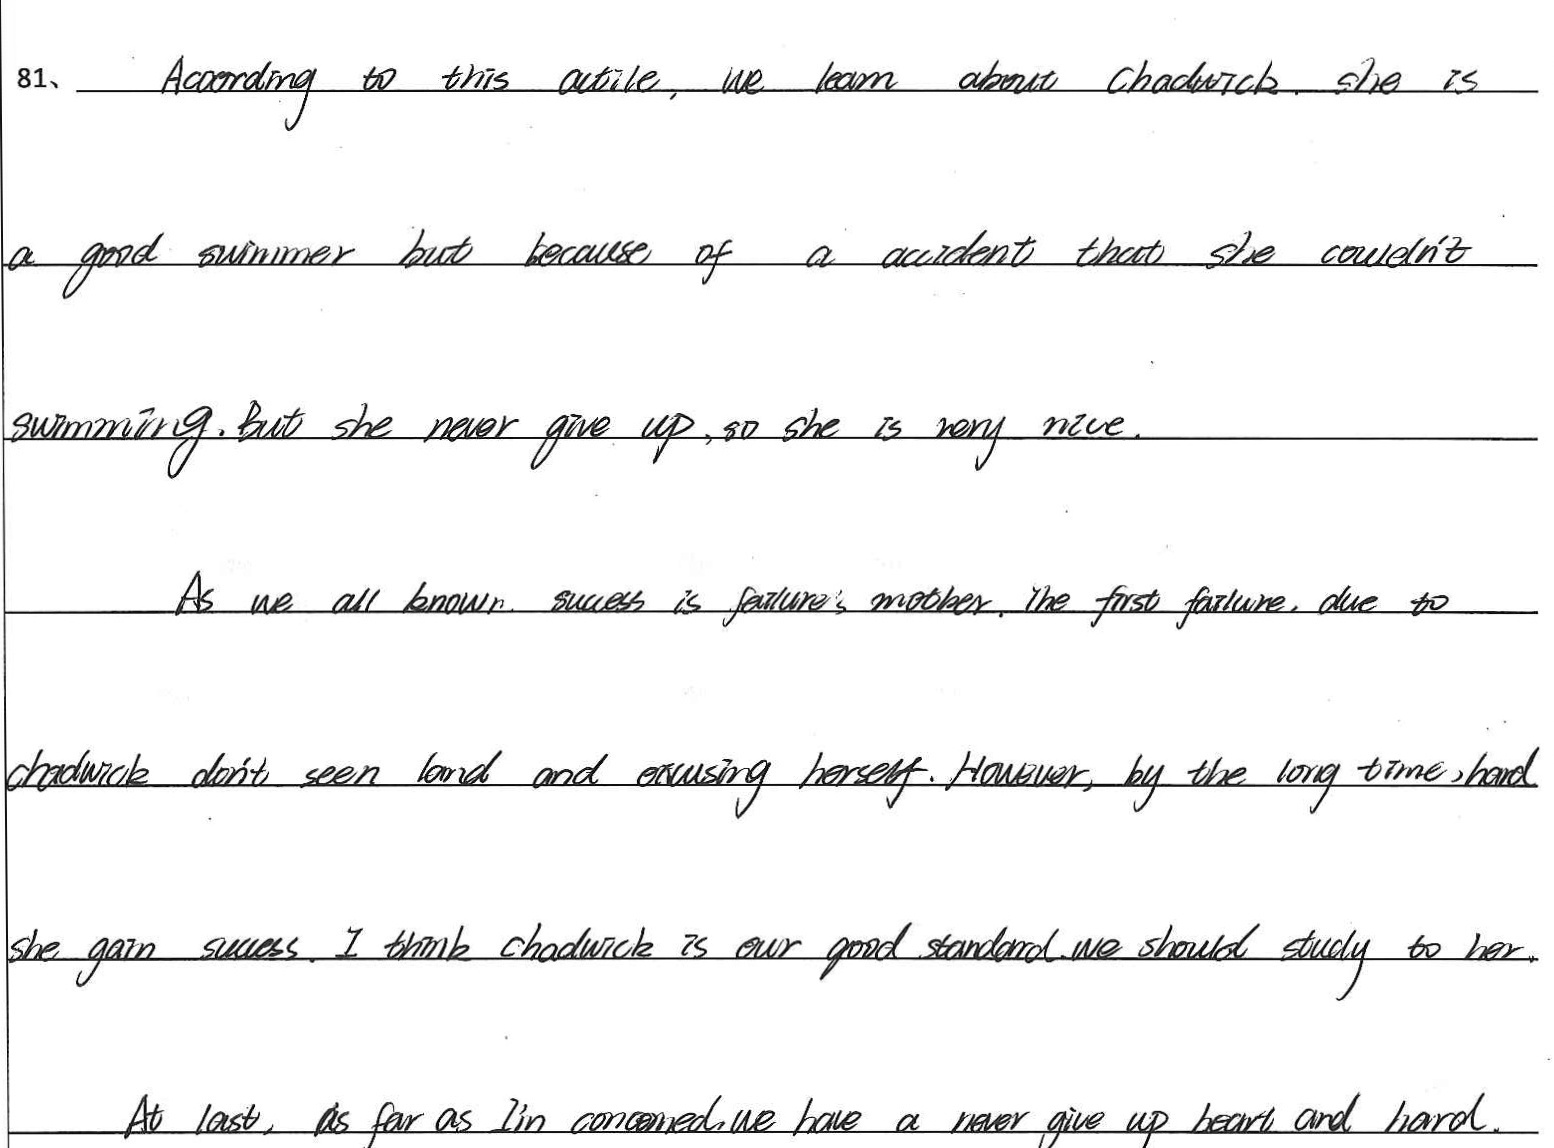 81、 According to this actile, we learn about Chadwick. she is
a good swimmer but because of a accident that she couldn't
swimming. But she never give up, so she is very nice.
As we all known. success is failure's mother. The first failure, due to
chadwick don't seen land and excusing herself. However, by the long time, hard
she gain success. I think chadwick is our good standard. we should study to her.
At last, as far as I'm concerned, we have a never give up heart and hard.